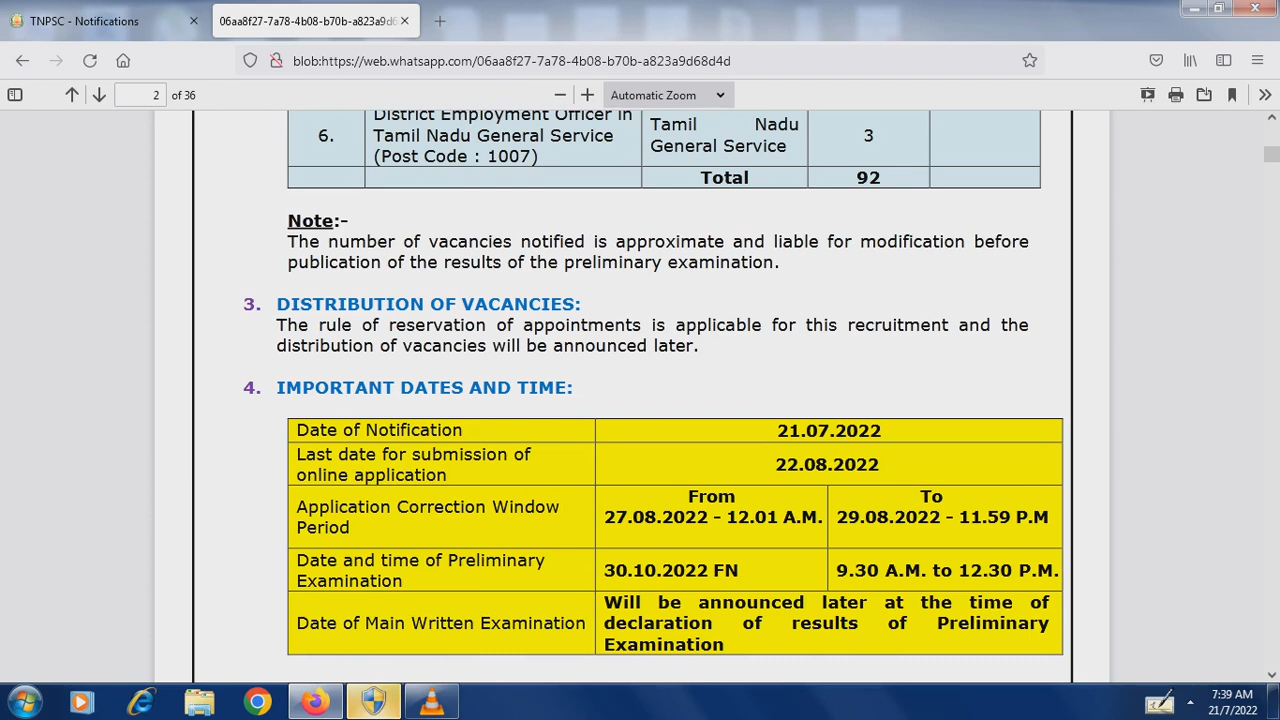 TNPSC - Notifications
06aa8f27-7a78-4b08-b70b-a823a9d6
blob:https://web.whatsapp.com/06aa8f27-7a78-4b08-b70b-a823a9d68d4d
2 of 36
Automatic Zoom
6.
District Employment Officer in
Tamil Nadu General Service
(Post Code : 1007)
Tamil Nadu
General Service
3
Total 92
Note:-
The number of vacancies notified is approximate and liable for modification before
publication of the results of the preliminary examination.
3. DISTRIBUTION OF VACANCIES:
The rule of reservation of appointments is applicable for this recruitment and the
distribution of vacancies will be announced later.
4. IMPORTANT DATES AND TIME:
Date of Notification 21.07.2022
Last date for submission of
online application
22.08.2022
Application Correction Window
Period
From
27.08.2022 - 12.01 A.M.
To
29.08.2022 - 11.59 P.M
Date and time of Preliminary
Examination
30.10.2022 FN
9.30 A.M. to 12.30 P.M.
Date of Main Written Examination
Will be announced later at the time of
declaration of results of Preliminary
Examination
7:39 AM
21/7/2022